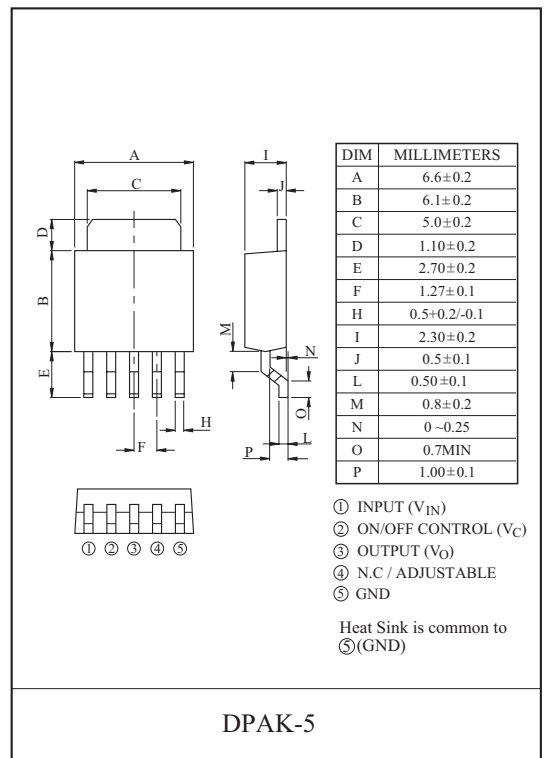 A
C
D
B
E
F
H
I
J
M
N
O
L
P
① ② ③ ④ ⑤
DIM MILLIMETERS
A 6.6±0.2
B 6.1±0.2
C 5.0±0.2
D 1.10±0.2
E 2.70±0.2
F 1.27±0.1
H 0.5+0.2/-0.1
I 2.30±0.2
J 0.5±0.1
L 0.50±0.1
M 0.8±0.2
N 0~0.25
O 0.7MIN
P 1.00±0.1
① INPUT (VIN)
② ON/OFF CONTROL (VC)
③ OUTPUT (VO)
④ N.C / ADJUSTABLE
⑤ GND
Heat Sink is common to
⑤(GND)
DPAK-5